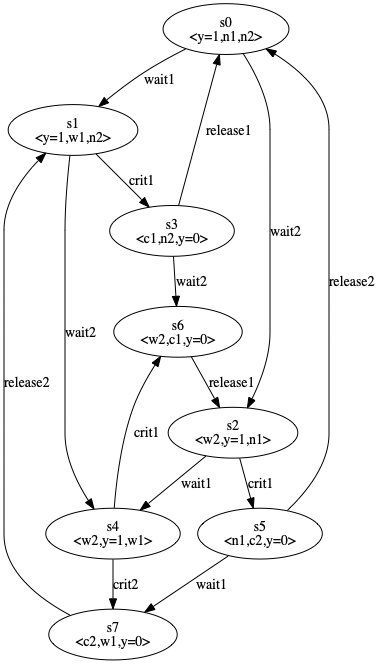 s0
<y=1,n1,n2>
wait1
s1
<y=1,w1,n2>
release1
crit1
s3
<c1,n2,y=0>
wait2
wait2
release2
s6
<w2,c1,y=0>
wait2
release2
release1
crit1
s2
<w2,y=1,n1>
wait1
crit1
s4
<w2,y=1,w1>
s5
<n1,c2,y=0>
crit2
wait1
s7
<c2,w1,y=0>